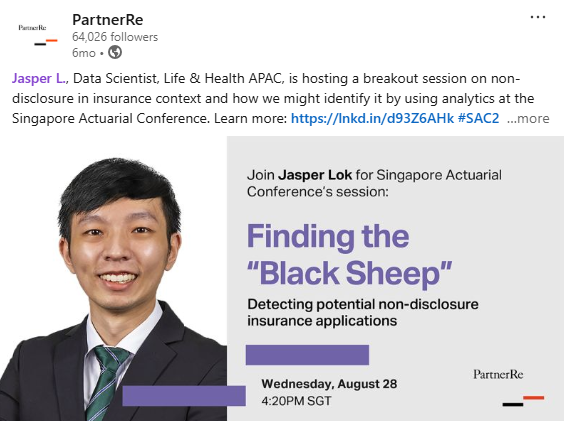 PartnerRe
PartnerRe
64,026 followers
6mo •
Jasper L., Data Scientist, Life & Health APAC, is hosting a breakout session on non-
disclosure in insurance context and how we might identify it by using analytics at the
Singapore Actuarial Conference. Learn more: https://lnkd.in/d93Z6AHk #SAC2 ...more
Join Jasper Lok for Singapore Actuarial
Conference's session:
Finding the
“Black Sheep”
Detecting potential non-disclosure
insurance applications
Wednesday, August 28
4:20PM SGT
PartnerRe